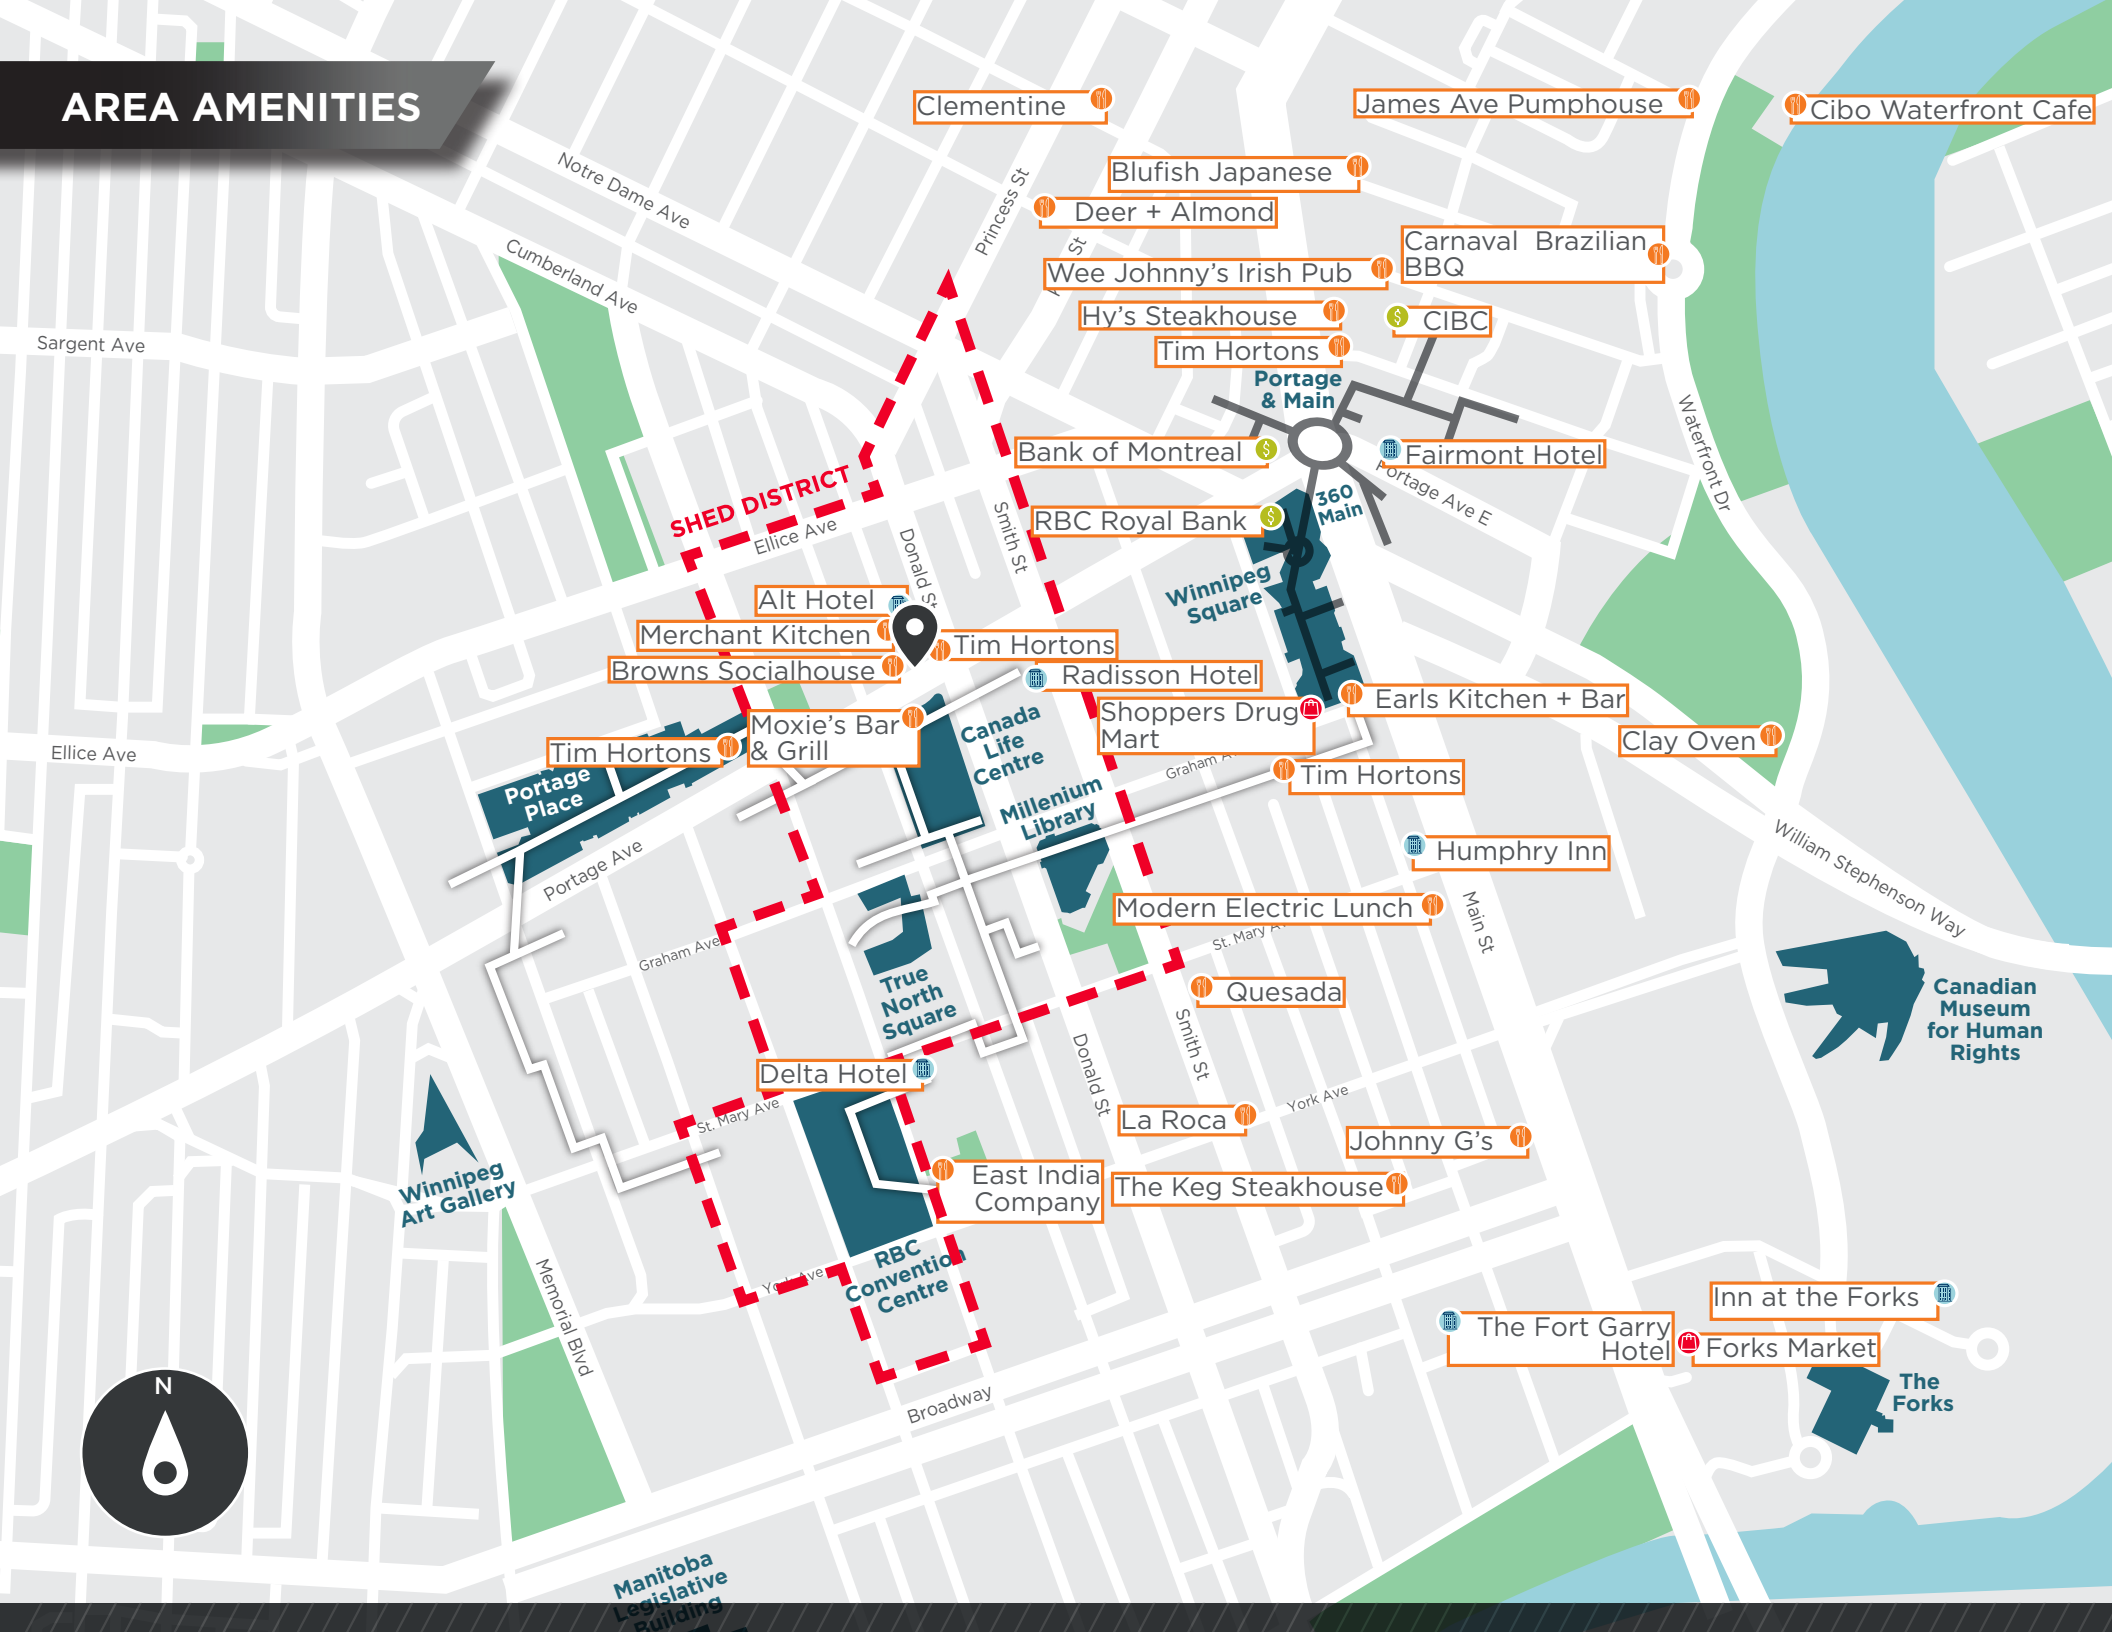 AREA AMENITIES
Clementine
James Ave Pumphouse
Cibo Waterfront Cafe
Notre Dame Ave
Princess St
Blufish Japanese
Deer + Almond
St
Cumberland Ave
Carnaval Brazilian
BBQ
Wee Johnny's Irish Pub
Hy's Steakhouse
CIBC
Sargent Ave
Tim Hortons
Portage
& Main
Waterfront Dr
Bank of Montreal
Fairmont Hotel
Portage Ave E
SHED DISTRICT
Ellice Ave
Donald St
Smith St
360
Main
RBC Royal Bank
Winnipeg
Square
Alt Hotel
Merchant Kitchen
Tim Hortons
Browns Socialhouse
Radisson Hotel
Earls Kitchen + Bar
Shoppers Drug
Mart
Moxie's Bar
& Grill
Canada
Life
Centre
Clay Oven
Tim Hortons
Ellice Ave
Graham
Tim Hortons
Portage
Place
Millenium
Library
Portage Ave
Humphry Inn
William Stephenson Way
Modern Electric Lunch
Main St
St. Mary Av
Graham Ave
True
North
Square
Quesada
Canadian
Museum
for Human
Rights
Smith St
Donald St
Delta Hotel
St. Mary Ave
York Ave
La Roca
Johnny G's
East India
Company
The Keg Steakhouse
Winnipeg
Art Gallery
RBC
Convention
Centre
York Ave
Memorial Blvd
Inn at the Forks
The Fort Garry
Hotel
Forks Market
The
Forks
Broadway
N
Manitoba
Legislative
Building